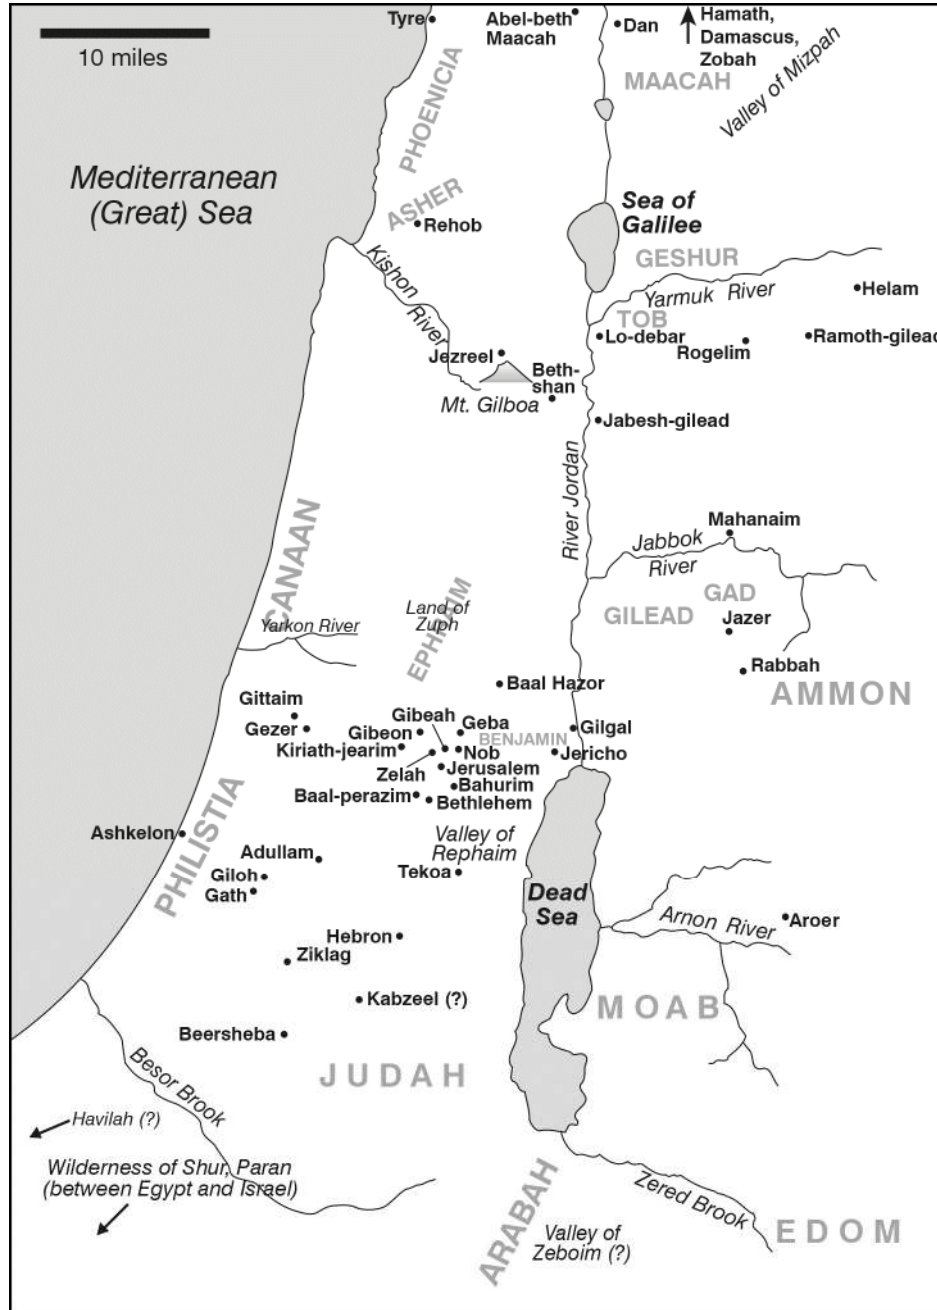 Tyre
Abel-beth
Maacah
Dan
Hamath,
Damascus,
Zobah
10 miles
MAACAH
Valley of Mizpah
PHOENICIA
Mediterranean
(Great) Sea
ASHER
Rehob
Sea of
Galilee
GESHUR
Kishon
River
Yarmuk River
Helam
TOB
Lo-debar
Rogelim
Ramoth-gilead
Jezreel
Beth-
shan
Mt. Gilboa
Jabesh-gilead
River Jordan
CANAAN
Mahanaim
Jabbok
River
GAD
GILEAD
Jazer
EPHRAIM
Land of
Zuph
Yarkon River
Rabbah
AMMON
Baal Hazor
Gittaim
Gezer
Gibeah
Gibeon
Geba
BENJAMIN
Gilgal
Kiriath-jearim
Nob
Jericho
Zelah
Jerusalem
Bahurim
Baal-perazim
Bethlehem
PHILISTIA
Ashkelon
Valley of
Rephaim
Adullam
Giloh
Gath
Tekoa
Dead
Sea
Arnon River
Aroer
Hebron
Ziklag
Kabzeel (?)
MOAB
Beersheba
JUDAH
Besor Brook
Havilah (?)
Wilderness of Shur, Paran
(between Egypt and Israel)
ARABAH
Zered Brook
Valley of
Zeboim (?)
EDOM